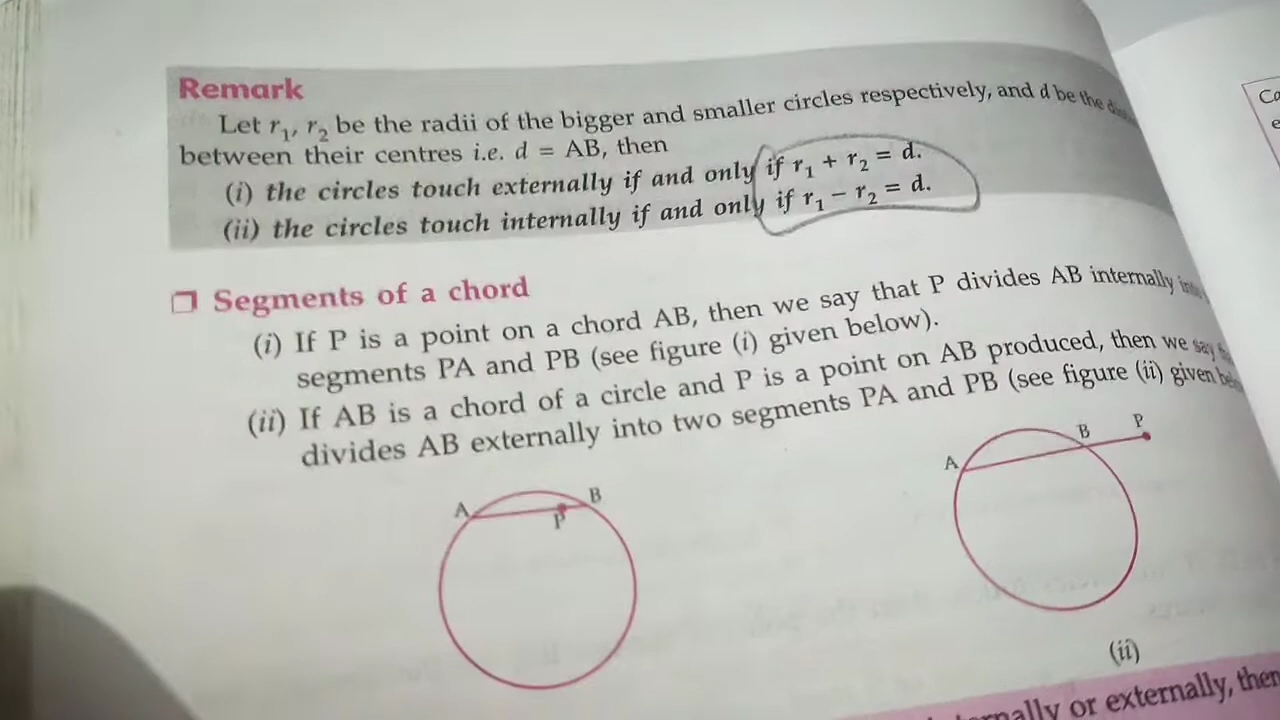 Remark
Let r₁, r₂ be the radii of the bigger and smaller circles respectively, and d be the
between their centres i.e. d = AB, then
(i) the circles touch externally if and only if r₁ + r₂ = d.
(ii) the circles touch internally if and only if r₁ − r₂ = d.
❐ Segments of a chord
(i) If P is a point on a chord AB, then we say that P divides AB internally into
segments PA and PB (see figure (i) given below).
(ii) If AB is a chord of a circle and P is a point on AB produced, then we say
divides AB externally into two segments PA and PB (see figure (ii) given
A B
P
A B P
(ii)
or externally, then
Ca
e